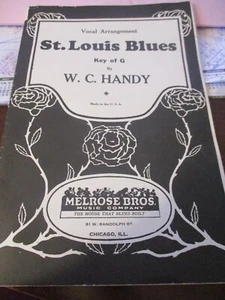 Vocal Arrangement
St. Louis Blues
Key of G
By
W. C. HANDY
Made in the U. S. A.
MELROSE BROS.
MUSIC COMPANY
THE HOUSE THAT BLUES BUILT
81 W. RANDOLPH ST.
CHICAGO, ILL.